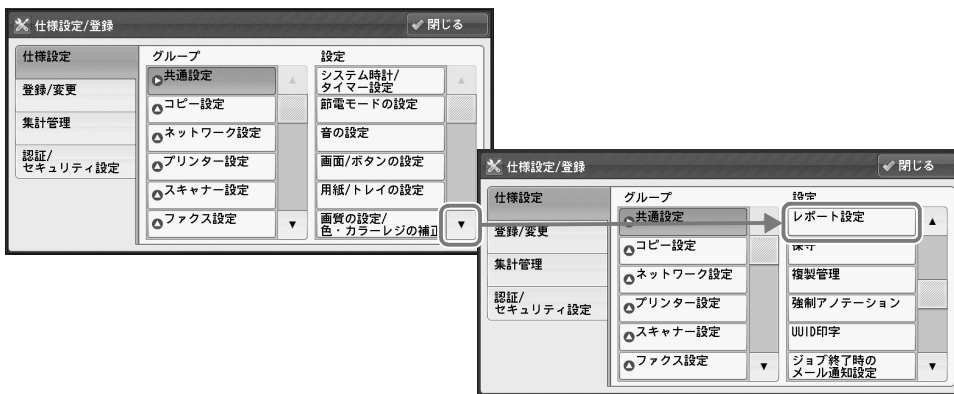 仕様設定/登録
閉じる
仕様設定
登録/変更
集計管理
認証/
セキュリティ設定
グループ
共通設定
コピー設定
ネットワーク設定
プリンター設定
スキャナー設定
ファクス設定
設定
システム時計/
タイマー設定
節電モードの設定
音の設定
画面/ボタンの設定
用紙/トレイの設定
画質の設定/
色・カラーレジの補正
仕様設定/登録
閉じる
仕様設定
登録/変更
集計管理
認証/
セキュリティ設定
グループ
共通設定
コピー設定
ネットワーク設定
プリンター設定
スキャナー設定
ファクス設定
設定
レポート設定
保守
複製管理
強制アノテーション
UUID印字
ジョブ終了時の
メール通知設定